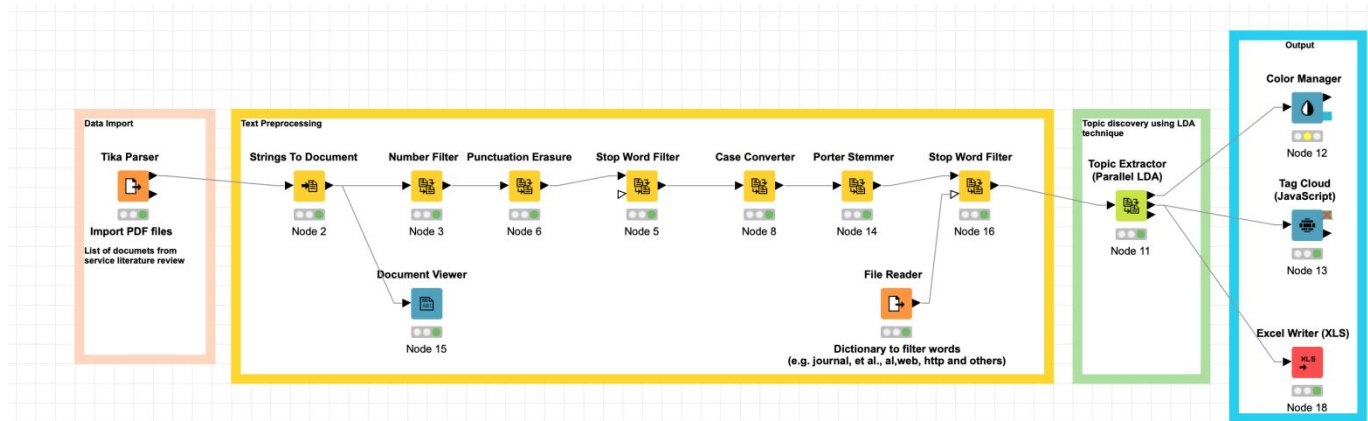 Data Import
Tika Parser
Import PDF files
List of documets from
service literature review
Text Preprocessing
Strings To Document
Node 2
Number Filter
Node 3
Punctuation Erasure
Node 6
Stop Word Filter
Node 5
Case Converter
Node 8
Porter Stemmer
Node 14
Stop Word Filter
Node 16
Document Viewer
Node 15
File Reader
Dictionary to filter words
(e.g. journal, et al., al,web, http and others)
Topic discovery using LDA
technique
Topic Extractor
(Parallel LDA)
Node 11
Output
Color Manager
Node 12
Tag Cloud
(JavaScript)
Node 13
Excel Writer (XLS)
XLS
Node 18